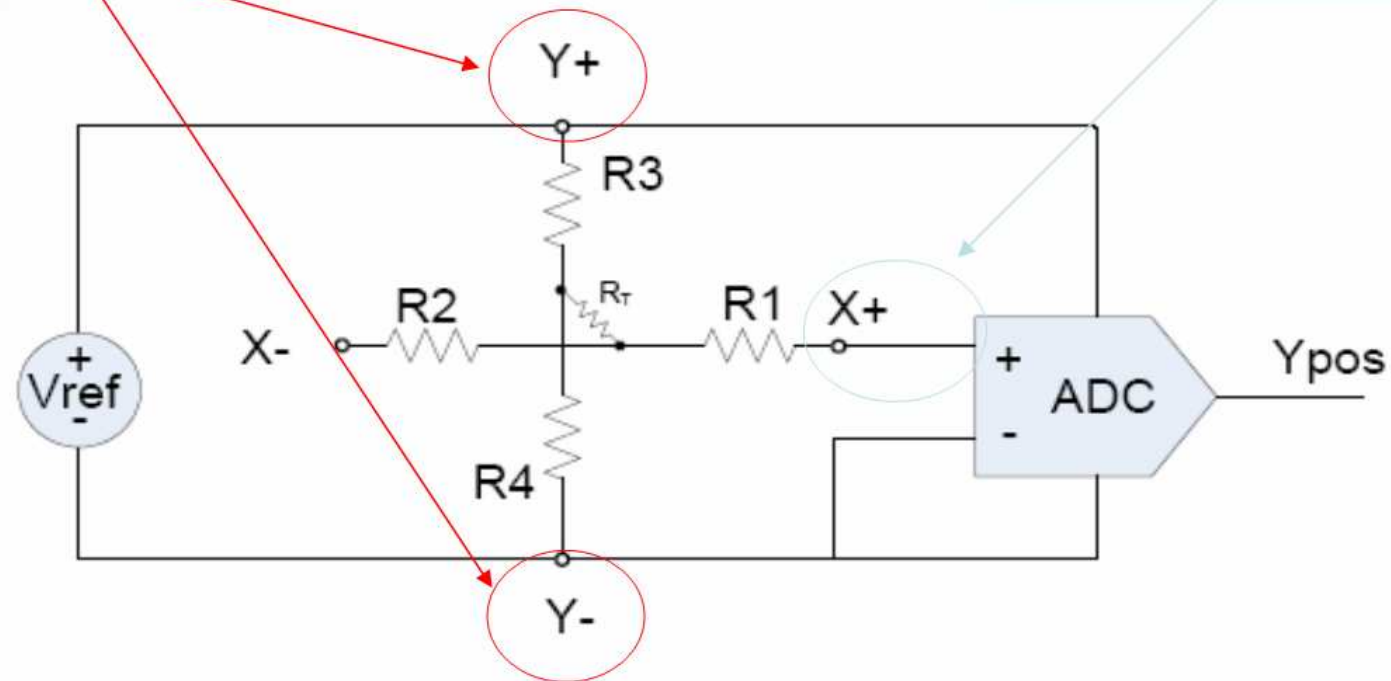 Y+
R3
R2
RT
R1
X+
X-
+
Vref
-
+
-
ADC
Ypos
R4
Y-